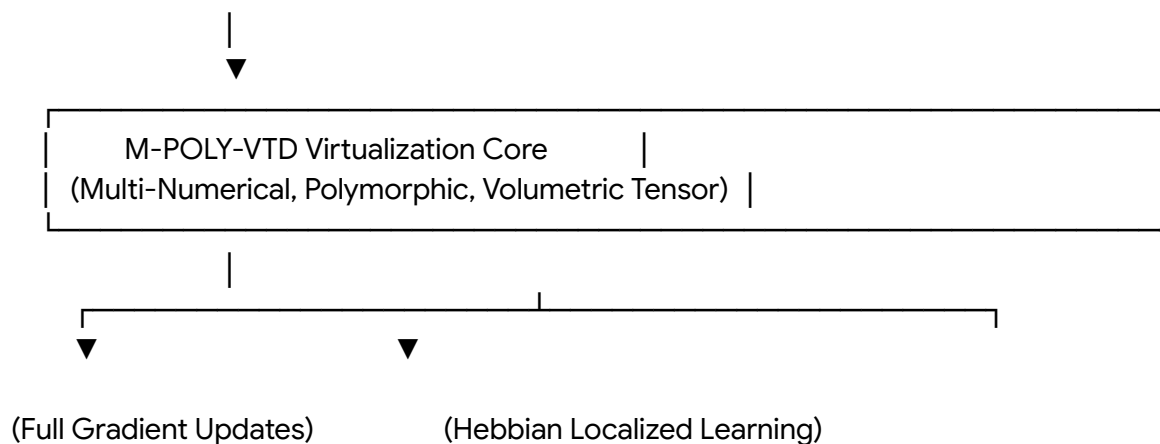 M-POLY-VTD Virtualization Core
(Multi-Numerical, Polymorphic, Volumetric Tensor)
(Full Gradient Updates) (Hebbian Localized Learning)